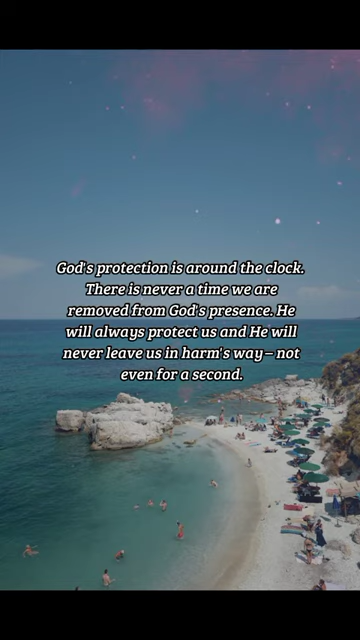 God's protection is around the clock.
There is never a time we are
removed from God's presence. He
will always protect us and He will
never leave us in harm's way – not
even for a second.